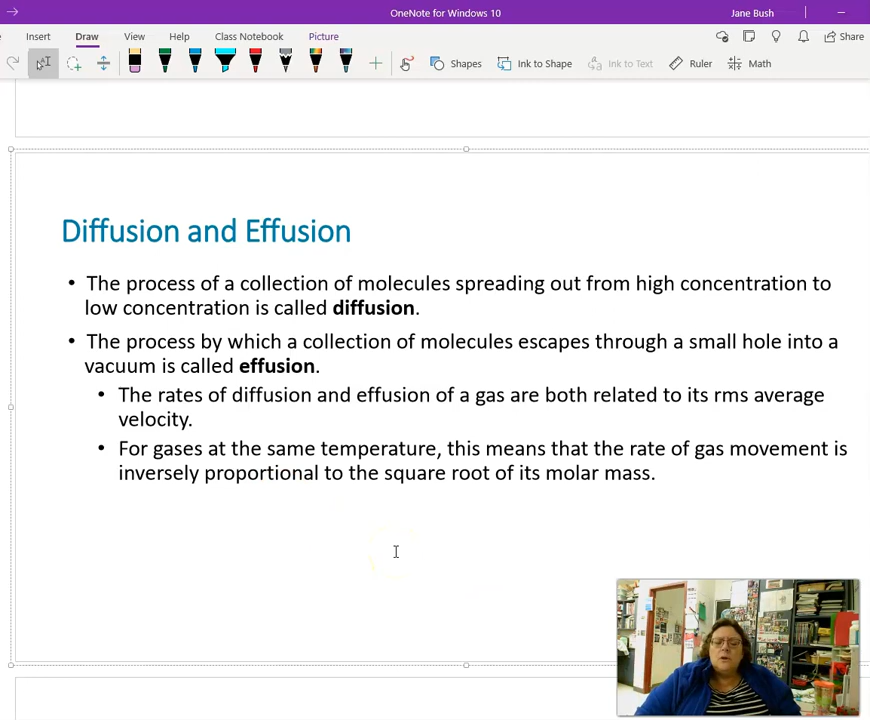 OneNote for Windows 10
Jane Bush
Insert
Draw
View
Help
Class Notebook
Picture
Share
Shapes
Ink to Shape
Ink to Text
Ruler
Math
Diffusion and Effusion
• The process of a collection of molecules spreading out from high concentration to
low concentration is called diffusion.
• The process by which a collection of molecules escapes through a small hole into a
vacuum is called effusion.
• The rates of diffusion and effusion of a gas are both related to its rms average
velocity.
• For gases at the same temperature, this means that the rate of gas movement is
inversely proportional to the square root of its molar mass.